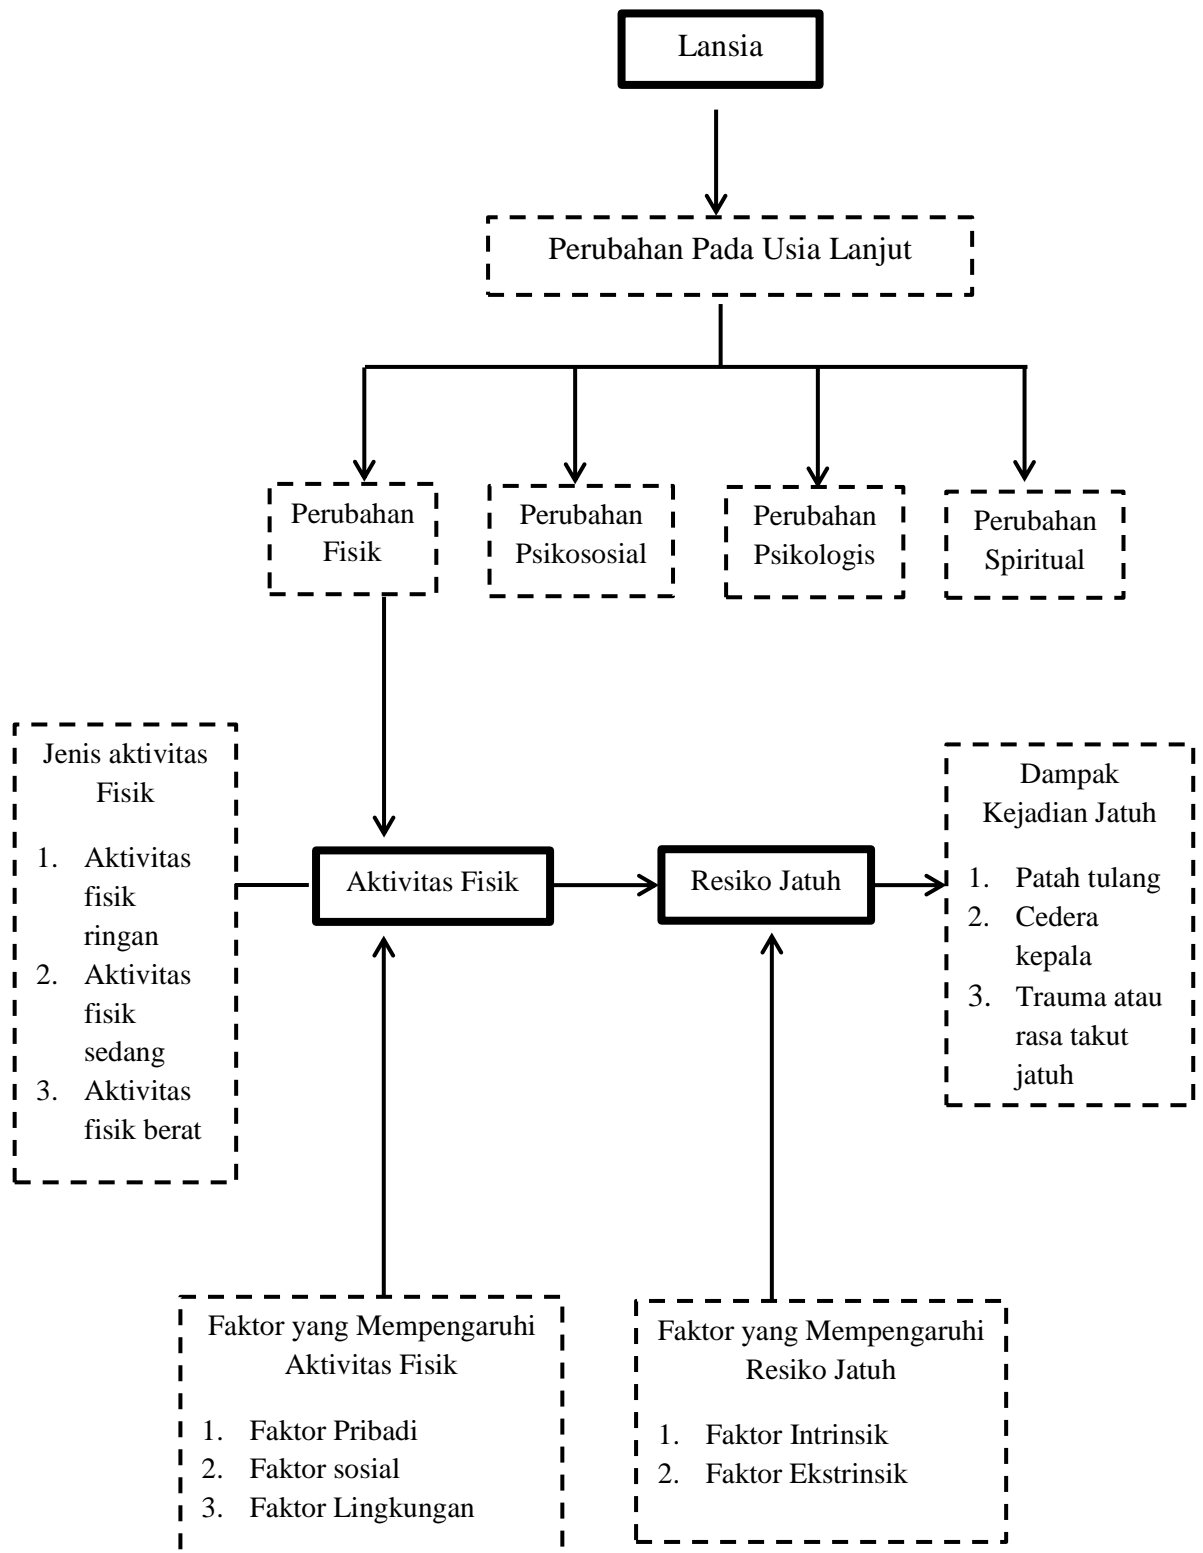 Lansia
Perubahan Pada Usia Lanjut
Perubahan
Fisik
Perubahan
Psikososial
Perubahan
Psikologis
Perubahan
Spiritual
Jenis aktivitas
Fisik
1. Aktivitas
fisik
ringan
2. Aktivitas
fisik
sedang
3. Aktivitas
fisik berat
Aktivitas Fisik
Resiko Jatuh
Dampak
Kejadian Jatuh
1. Patah tulang
2. Cedera
kepala
3. Trauma atau
rasa takut
jatuh
Faktor yang Mempengaruhi
Aktivitas Fisik
1. Faktor Pribadi
2. Faktor sosial
3. Faktor Lingkungan
Faktor yang Mempengaruhi
Resiko Jatuh
1. Faktor Intrinsik
2. Faktor Ekstrinsik